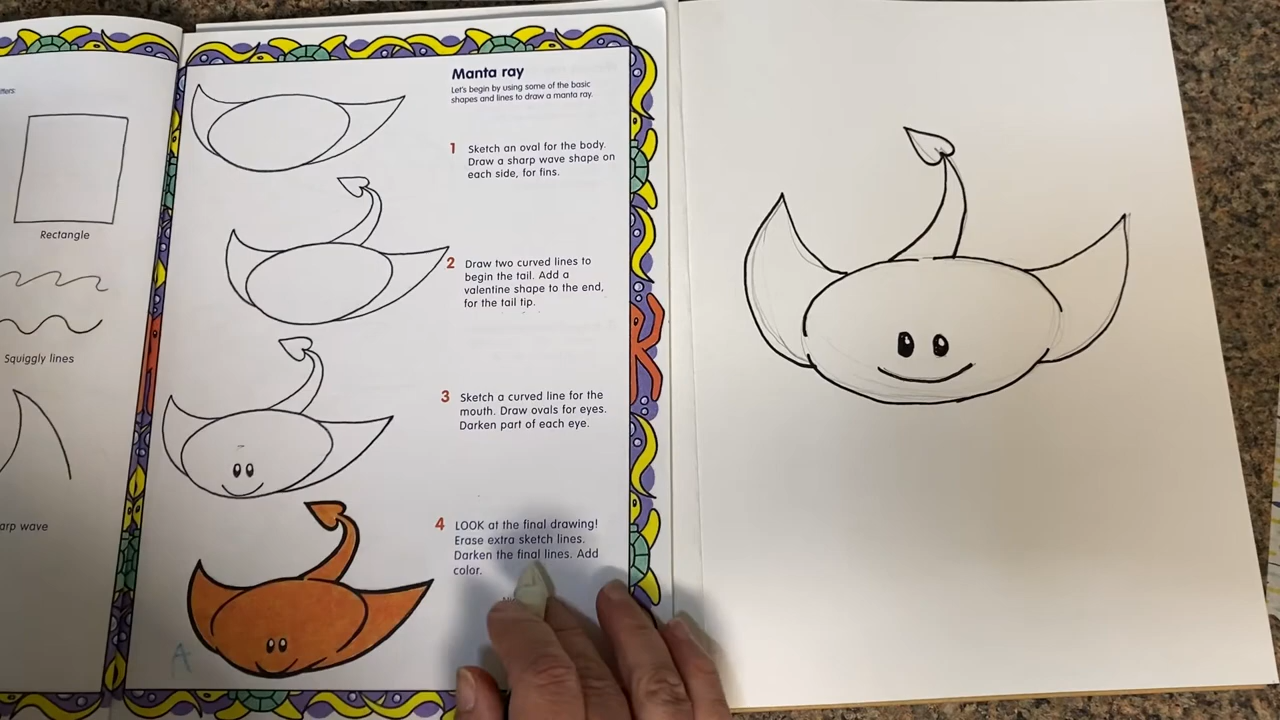 Rectangle
Squiggly lines
wave
Manta ray
Let's begin by using some of the basic
shapes and lines to draw a manta ray.
1 Sketch an oval for the body.
Draw a sharp wave shape on
each side, for fins.
2 Draw two curved lines to
begin the tail. Add a
valentine shape to the end,
for the tail tip.
3 Sketch a curved line for the
mouth. Draw ovals for eyes.
Darken part of each eye.
4 LOOK at the final drawing!
Erase extra sketch lines.
Darken the final lines. Add
color.
A